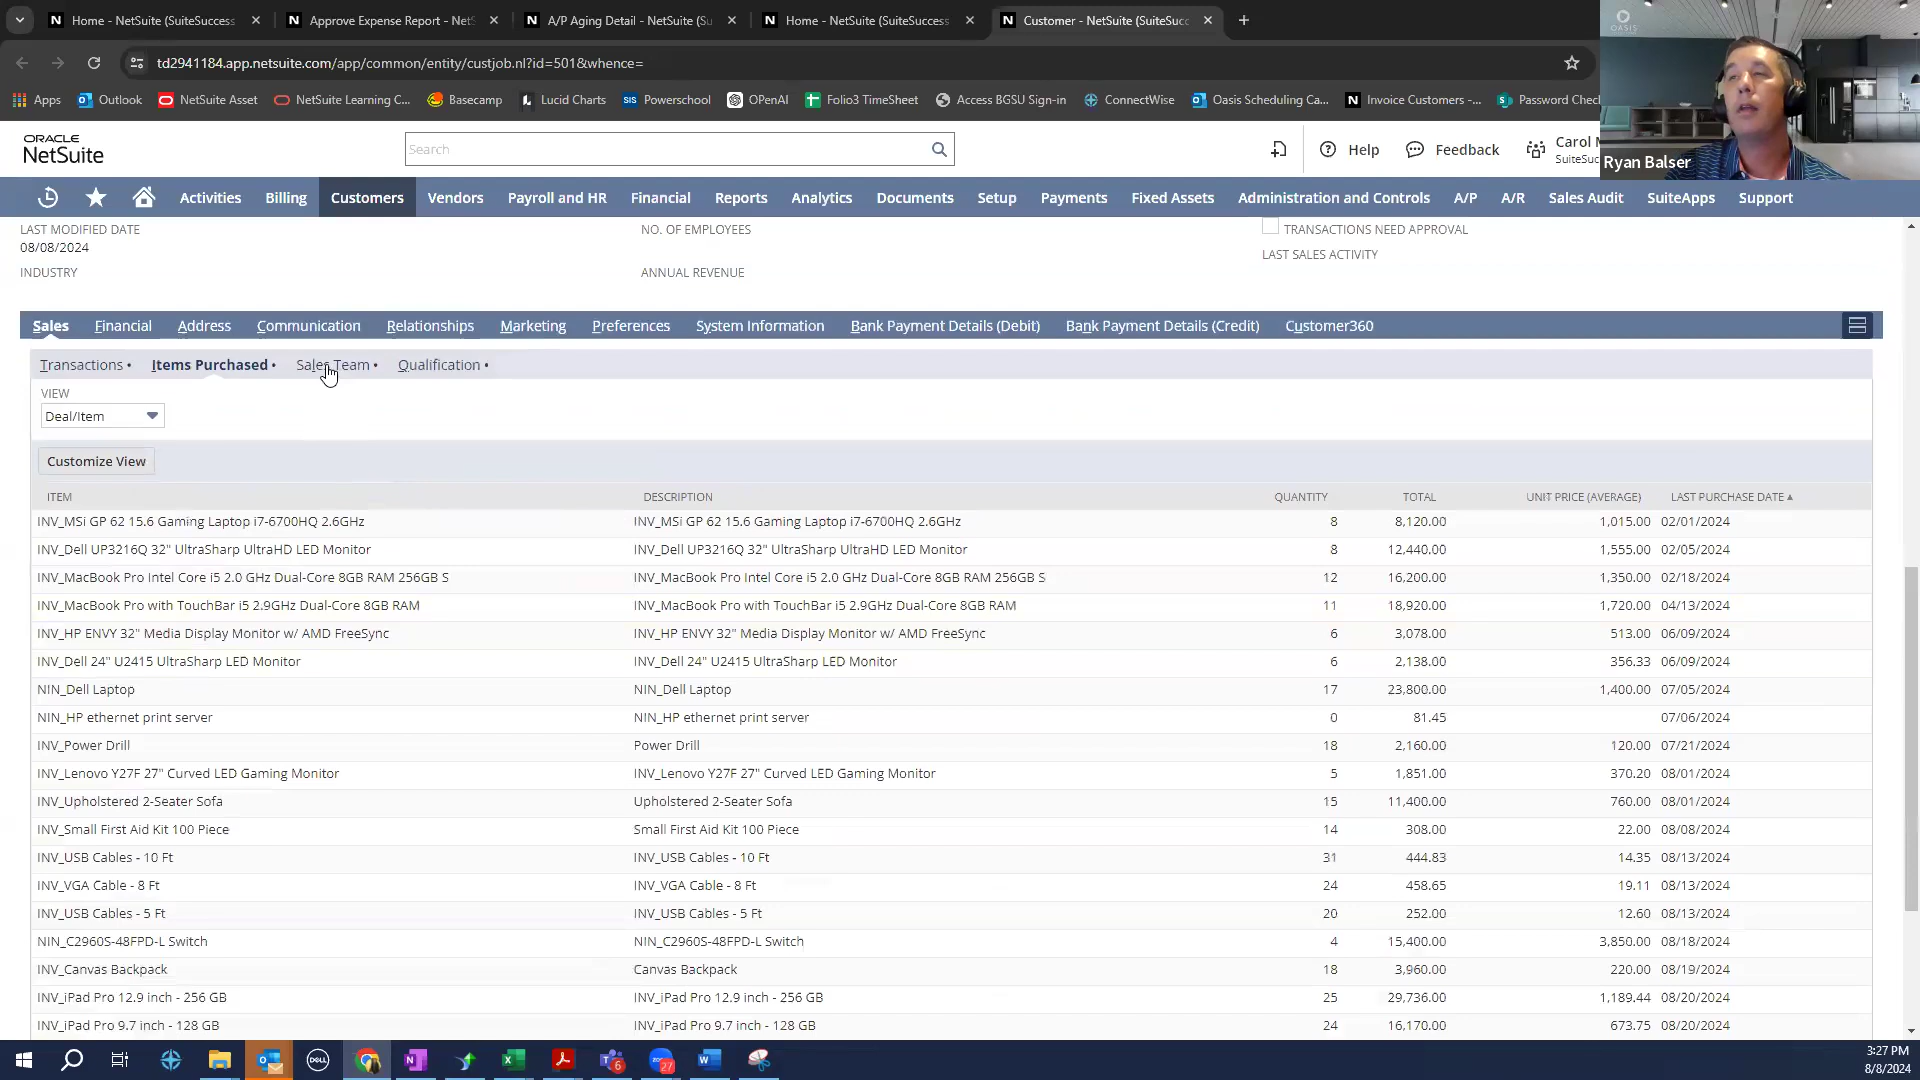 Home - NetSuite (SuiteSuccess
Approve Expense Report - Net
A/P Aging Detail - NetSuite (Su
Home - NetSuite (SuiteSuccess
Customer - NetSuite (SuiteSucc
td2941184.app.netsuite.com/app/common/entity/custjob.nl?id=501&whence=
Apps
Outlook
NetSuite Asset
NetSuite Learning C...
Basecamp
Lucid Charts
Powerschool
OPENAI
Folio3 TimeSheet
Access BGSU Sign-in
ConnectWise
Oasis Scheduling Ca...
Invoice Customers -...
Password Chec
OASIS
Ryan Balser
ORACLE
NetSuite
Search
Help
Feedback
Carol M
SuiteSuc
Activities
Billing
Customers
Vendors
Payroll and HR
Financial
Reports
Analytics
Documents
Setup
Payments
Fixed Assets
Administration and Controls
A/P
A/R
Sales Audit
SuiteApps
Support
LAST MODIFIED DATE
08/08/2024
NO. OF EMPLOYEES
TRANSACTIONS NEED APPROVAL
LAST SALES ACTIVITY
INDUSTRY
ANNUAL REVENUE
Sales
Financial
Address
Communication
Relationships
Marketing
Preferences
System Information
Bank Payment Details (Debit)
Bank Payment Details (Credit)
Customer360
Transactions •
Items Purchased •
Sales Team •
Qualification •
VIEW
Deal/Item
Customize View
ITEM DESCRIPTION QUANTITY TOTAL UNIT PRICE (AVERAGE) LAST PURCHASE DATE ▲
INV_MSi GP 62 15.6 Gaming Laptop i7-6700HQ 2.6GHz INV_MSi GP 62 15.6 Gaming Laptop i7-6700HQ 2.6GHz 8 8,120.00 1,015.00 02/01/2024
INV_Dell UP3216Q 32" UltraSharp UltraHD LED Monitor INV_Dell UP3216Q 32" UltraSharp UltraHD LED Monitor 8 12,440.00 1,555.00 02/05/2024
INV_MacBook Pro Intel Core i5 2.0 GHz Dual-Core 8GB RAM 256GB S INV_MacBook Pro Intel Core i5 2.0 GHz Dual-Core 8GB RAM 256GB S 12 16,200.00 1,350.00 02/18/2024
INV_MacBook Pro with TouchBar i5 2.9GHz Dual-Core 8GB RAM INV_MacBook Pro with TouchBar i5 2.9GHz Dual-Core 8GB RAM 11 18,920.00 1,720.00 04/13/2024
INV_HP ENVY 32" Media Display Monitor w/ AMD FreeSync INV_HP ENVY 32" Media Display Monitor w/ AMD FreeSync 6 3,078.00 513.00 06/09/2024
INV_Dell 24" U2415 UltraSharp LED Monitor INV_Dell 24" U2415 UltraSharp LED Monitor 6 2,138.00 356.33 06/09/2024
NIN_Dell Laptop NIN_Dell Laptop 17 23,800.00 1,400.00 07/05/2024
NIN_HP ethernet print server NIN_HP ethernet print server 0 81.45 07/06/2024
INV_Power Drill Power Drill 18 2,160.00 120.00 07/21/2024
INV_Lenovo Y27F 27" Curved LED Gaming Monitor INV_Lenovo Y27F 27" Curved LED Gaming Monitor 5 1,851.00 370.20 08/01/2024
INV_Upholstered 2-Seater Sofa Upholstered 2-Seater Sofa 15 11,400.00 760.00 08/01/2024
INV_Small First Aid Kit 100 Piece Small First Aid Kit 100 Piece 14 308.00 22.00 08/08/2024
INV_USB Cables - 10 Ft INV_USB Cables - 10 Ft 31 444.83 14.35 08/13/2024
INV_VGA Cable - 8 Ft INV_VGA Cable - 8 Ft 24 458.65 19.11 08/13/2024
INV_USB Cables - 5 Ft INV_USB Cables - 5 Ft 20 252.00 12.60 08/13/2024
NIN_C2960S-48FPD-L Switch NIN_C2960S-48FPD-L Switch 4 15,400.00 3,850.00 08/18/2024
INV_Canvas Backpack Canvas Backpack 18 3,960.00 220.00 08/19/2024
INV_iPad Pro 12.9 inch - 256 GB INV_iPad Pro 12.9 inch - 256 GB 25 29,736.00 1,189.44 08/20/2024
INV_iPad Pro 9.7 inch - 128 GB INV_iPad Pro 9.7 inch - 128 GB 24 16,170.00 673.75 08/20/2024
3:27 PM
8/8/2024